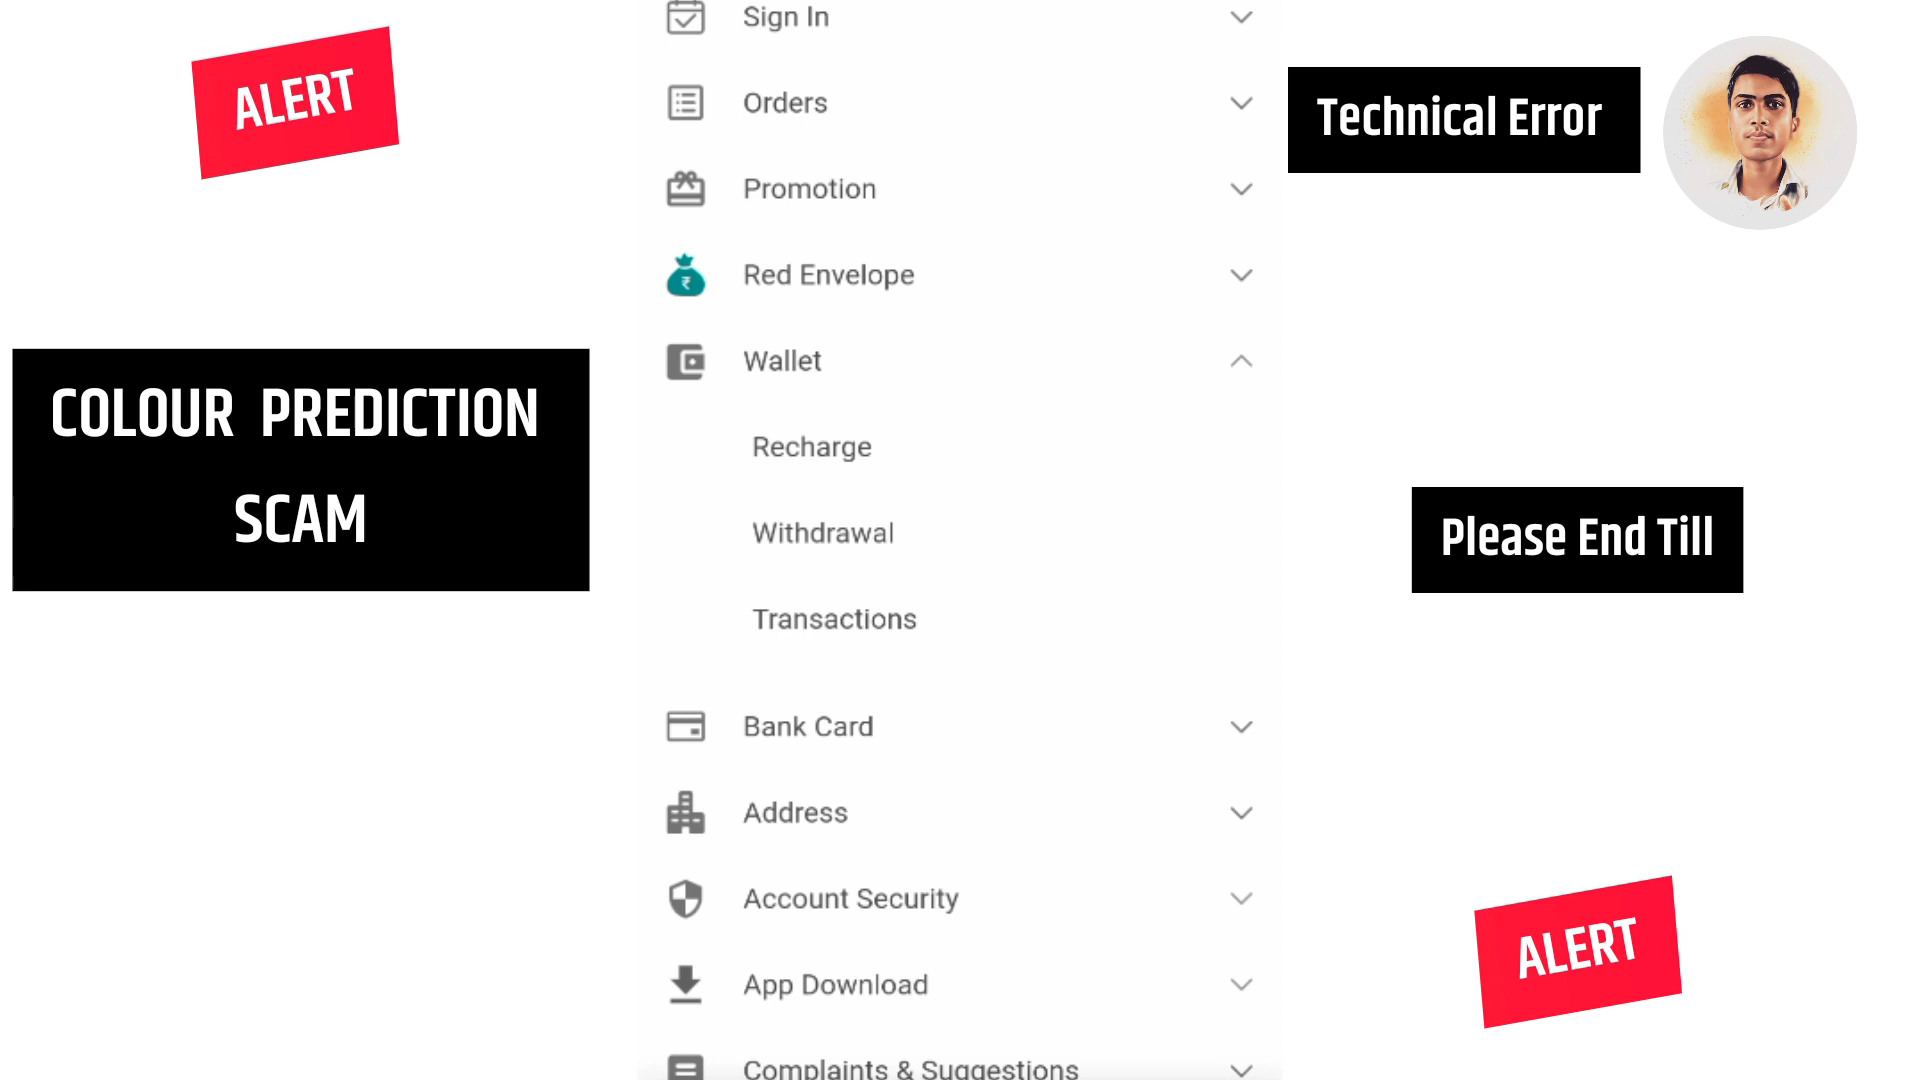 ALERT
COLOUR PREDICTION
SCAM
Sign In
Orders
Promotion
Red Envelope
₹
Wallet
Recharge
Withdrawal
Transactions
Bank Card
Address
Account Security
App Download
Complaints & Suggestions
Technical Error
Please End Till
ALERT